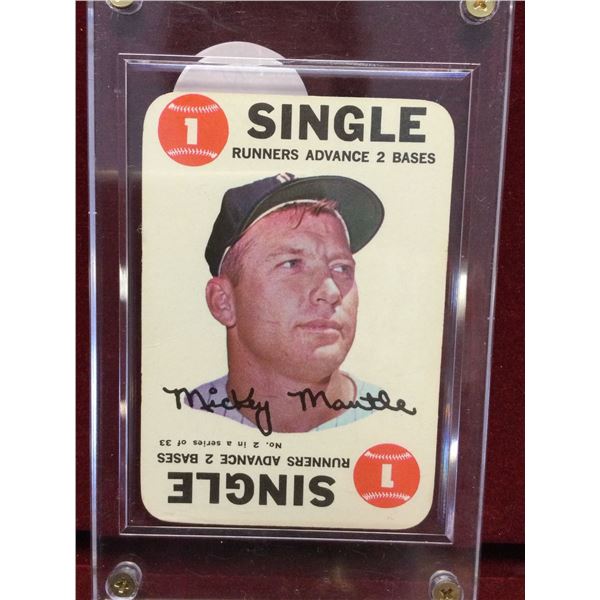 1 SINGLE
RUNNERS ADVANCE 2 BASES
Mickey Mantle
No. 2 in a series of 33
RUNNERS ADVANCE 2 BASES
1
SINGLE